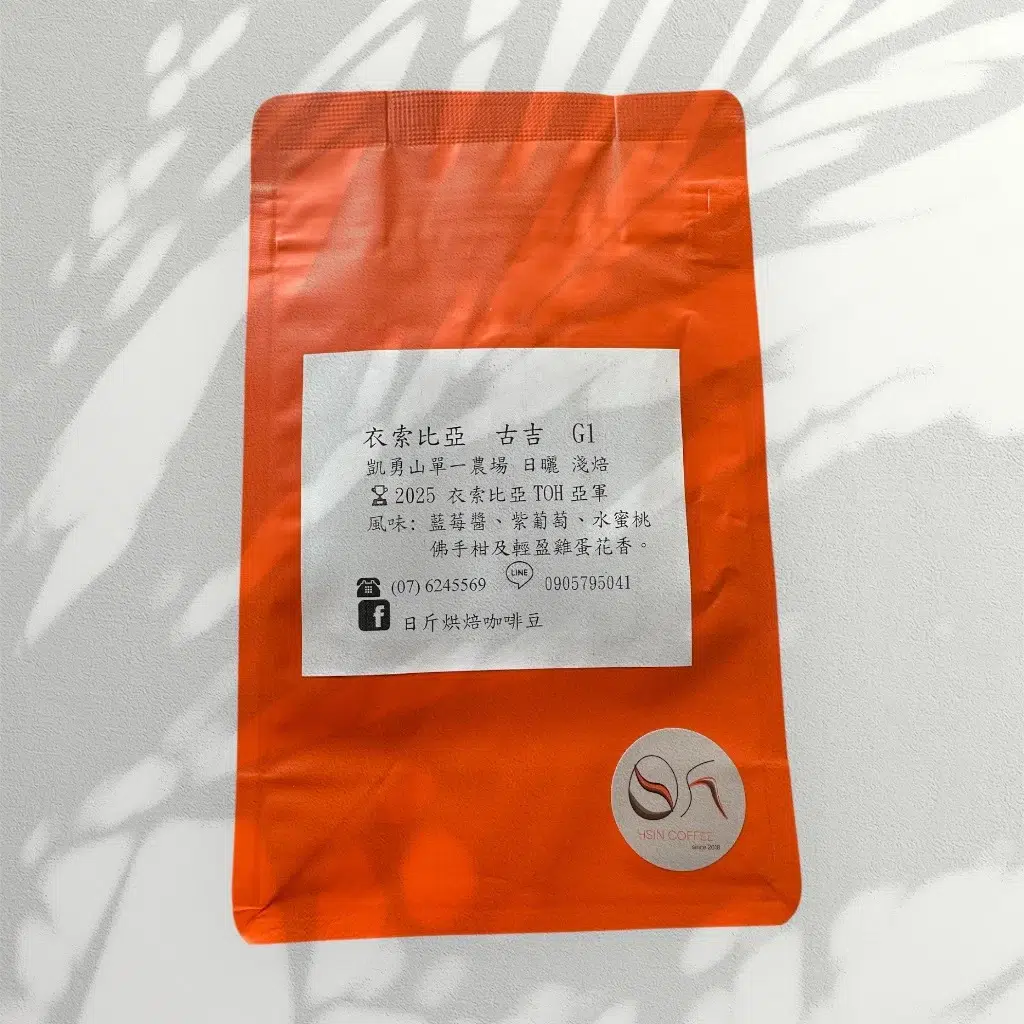 衣索比亞 古吉 G1
凱勇山單一農場 日曬 淺焙
2025 衣索比亞 TOH 亞軍
風味: 藍莓醬、紫葡萄、水蜜桃
佛手柑及輕盈雞蛋花香。
(07) 6245569 LINE 0905795041
f 日斤烘焙咖啡豆
HSIN COFFEE
since 2018